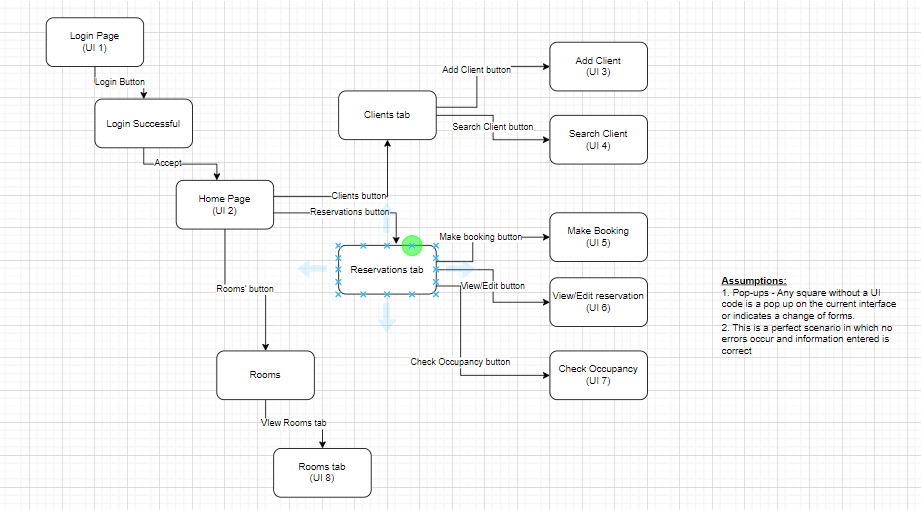 Login Page
(UI 1)
Login Button
Login Successful
Accept
Home Page
(UI 2)
Clients button
Reservations button
Rooms' button
Clients tab
Add Client button
Search Client button
Add Client
(UI 3)
Search Client
(UI 4)
Reservations tab
Make booking button
View/Edit button
Check Occupancy button
Make Booking
(UI 5)
View/Edit reservation
(UI 6)
Check Occupancy
(UI 7)
Rooms
View Rooms tab
Rooms tab
(UI 8)
Assumptions:
1. Pop-ups - Any square without a UI
code is a pop up on the current interface
or indicates a change of forms.
2. This is a perfect scenario in which no
errors occur and information entered is
correct